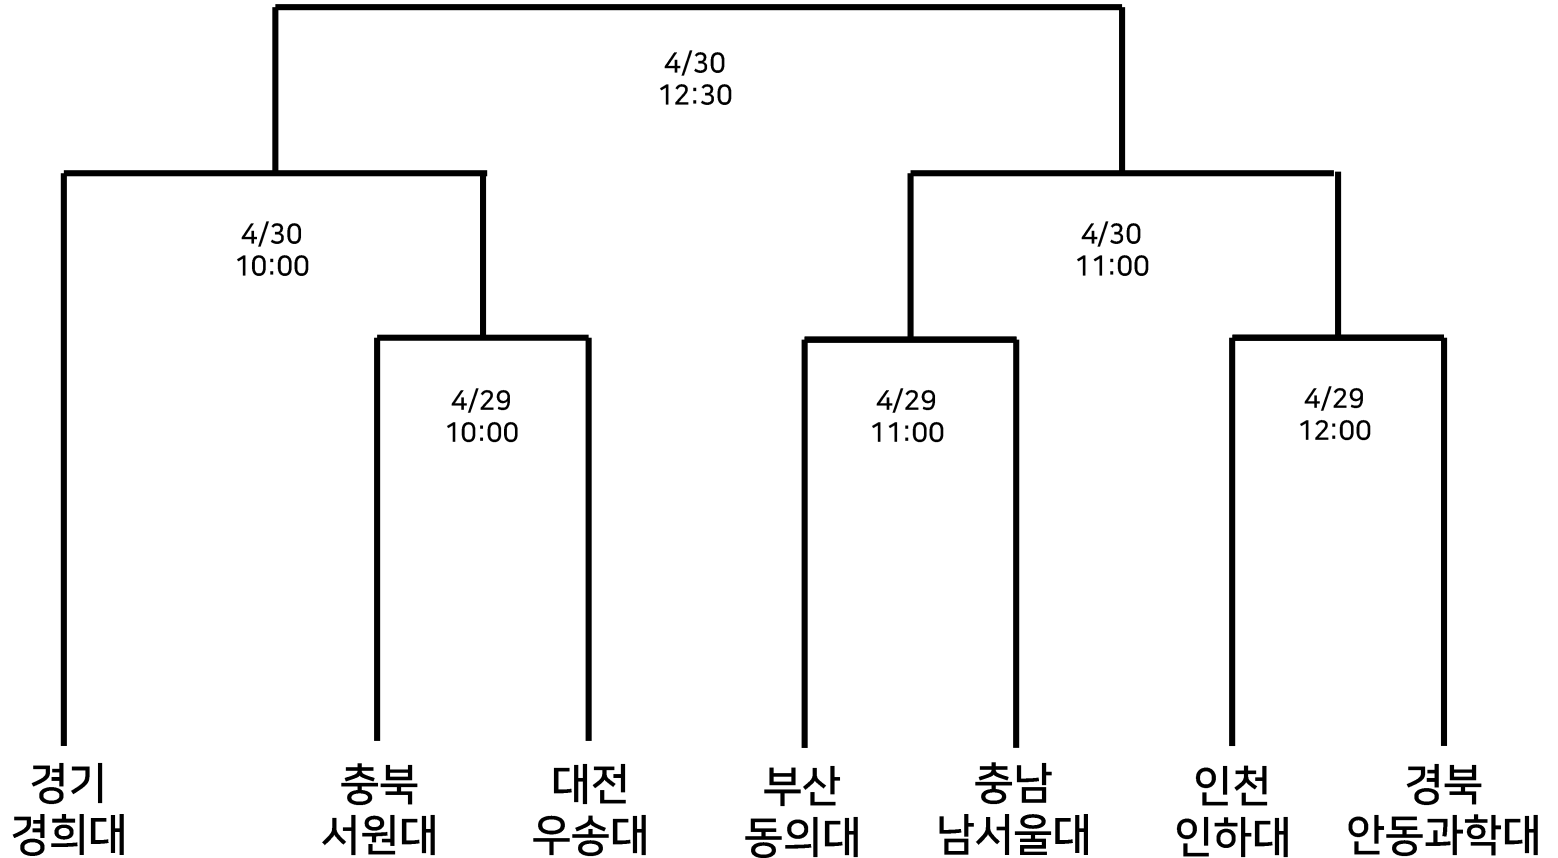 4/30
12:30
4/30
10:00
4/30
11:00
4/29
10:00
4/29
11:00
4/29
12:00
경기
경희대
충북
서원대
대전
우송대
부산
동의대
충남
남서울대
인천
인하대
경북
안동과학대